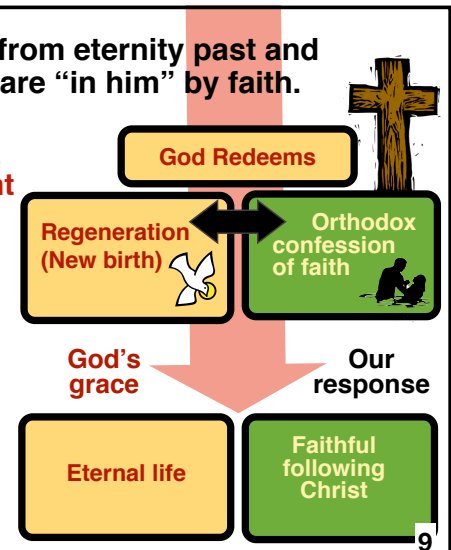 from eternity past and
are “in him” by faith.
God Redeems
Regeneration
(New birth)
Orthodox
confession
of faith
God’s
grace
Our
response
Eternal life
Faithful
following
Christ
9